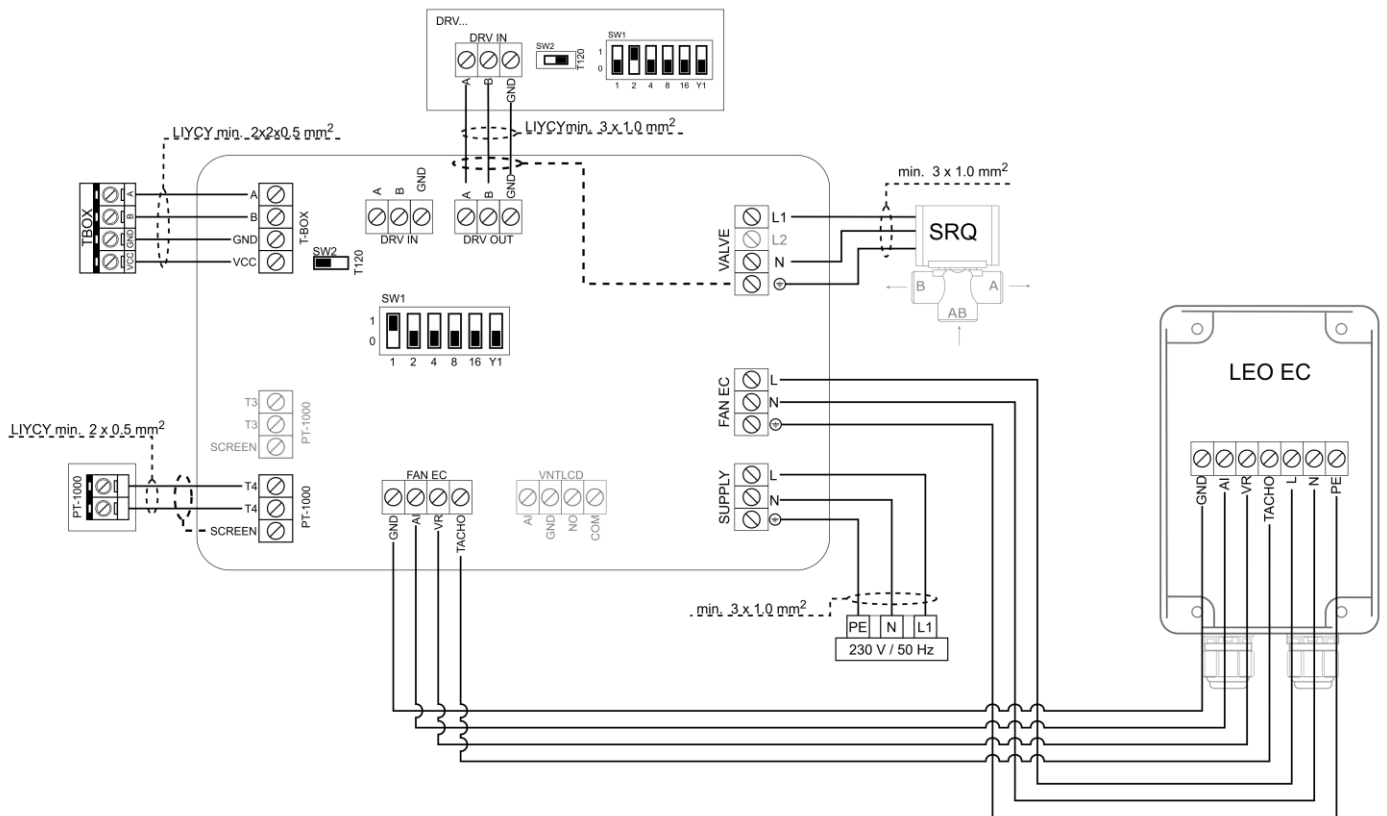 DRV...
DRV IN
SW2
T120
SW1
1
0
1 2 4 8 16 Y1
A B GND
LIYCY min. 2x2x0.5 mm²
LIYCYmin. 3 x 1.0 mm²
min. 3 x 1.0 mm²
TBOX
A
B
GND
VCC
A
B
GND
VCC
T-BOX
SW2
T120
A B GND
DRV IN
A B GND
DRV OUT
VALVE
L1
L2
N
SRQ
B
A
AB
SW1
1
0
1 2 4 8 16 Y1
LEO EC
GND AI VR TACHO L N PE
FAN EC
L
N
T3
T3
SCREEN
PT-1000
LIYCY min. 2 x 0.5 mm²
PT-1000
T4
T4
SCREEN
PT-1000
FAN EC
GND AI VR TACHO
VNTLCD
AI GND NO COM
SUPPLY
L
N
min. 3 x 1.0 mm²
PE N L1
230 V / 50 Hz